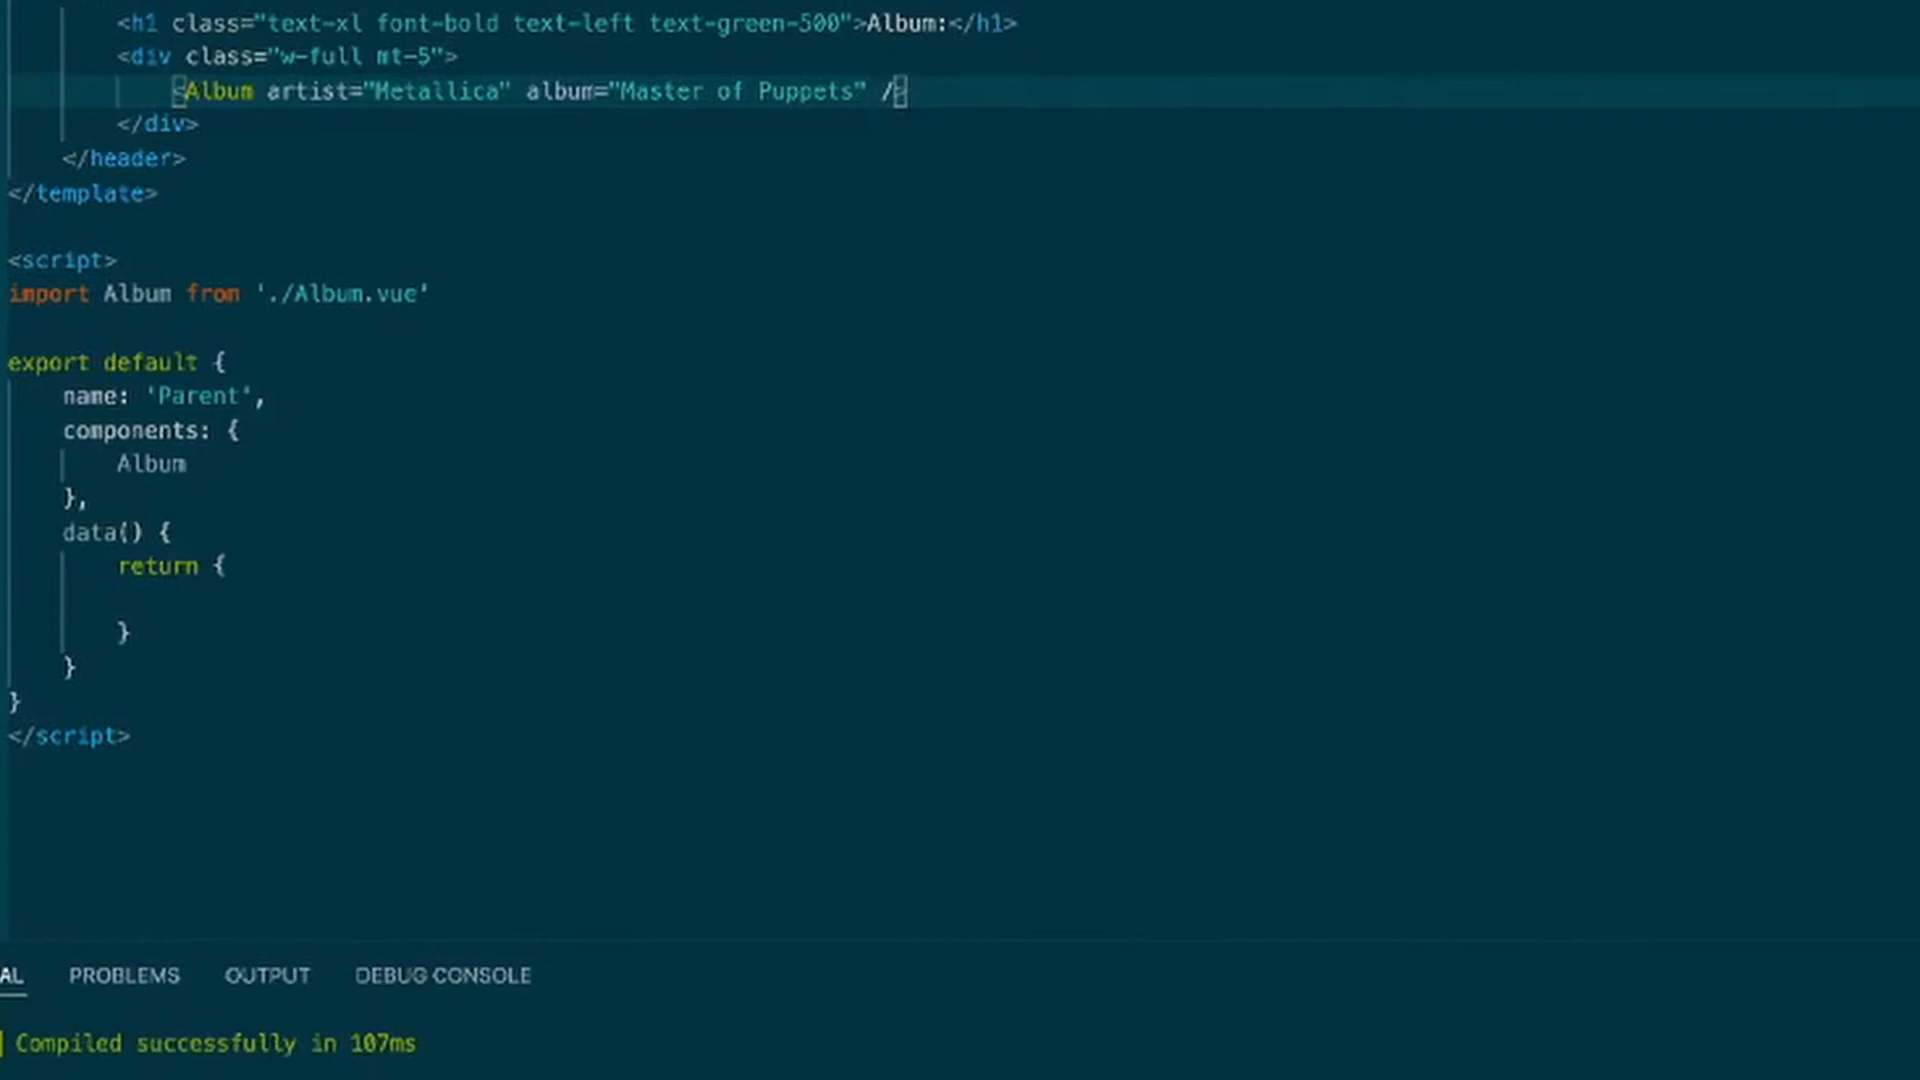 <h1 class="text-xl font-bold text-left text-green-500">Album:</h1>
<div class="w-full mt-5">
<Album artist="Metallica" album="Master of Puppets" />
</div>
</header>
</template>
<script>
import Album from './Album.vue'
export default {
name: 'Parent',
components: {
Album
},
data() {
return {
}
}
}
</script>
AL PROBLEMS OUTPUT DEBUG CONSOLE
Compiled successfully in 107ms